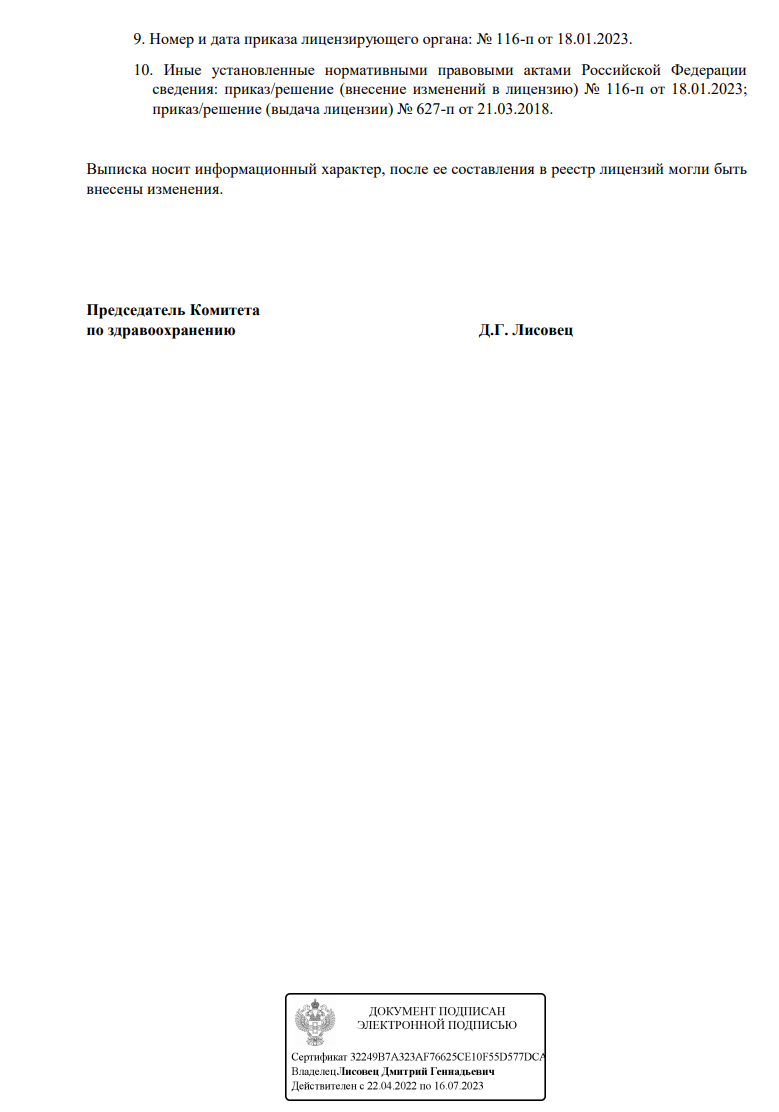 9. Номер и дата приказа лицензирующего органа: № 116-п от 18.01.2023.
10. Иные установленные нормативными правовыми актами Российской Федерации
сведения: приказ/решение (внесение изменений в лицензию) № 116-п от 18.01.2023;
приказ/решение (выдача лицензии) № 627-п от 21.03.2018.
Выписка носит информационный характер, после ее составления в реестр лицензий могли быть
внесены изменения.
Председатель Комитета
по здравоохранению Д.Г. Лисовец
ДОКУМЕНТ ПОДПИСАН
ЭЛЕКТРОННОЙ ПОДПИСЬЮ
Сертификат 32249B7A323AF76625CE10F55D577DCA
Владелец Лисовец Дмитрий Геннадьевич
Действителен с 22.04.2022 по 16.07.2023